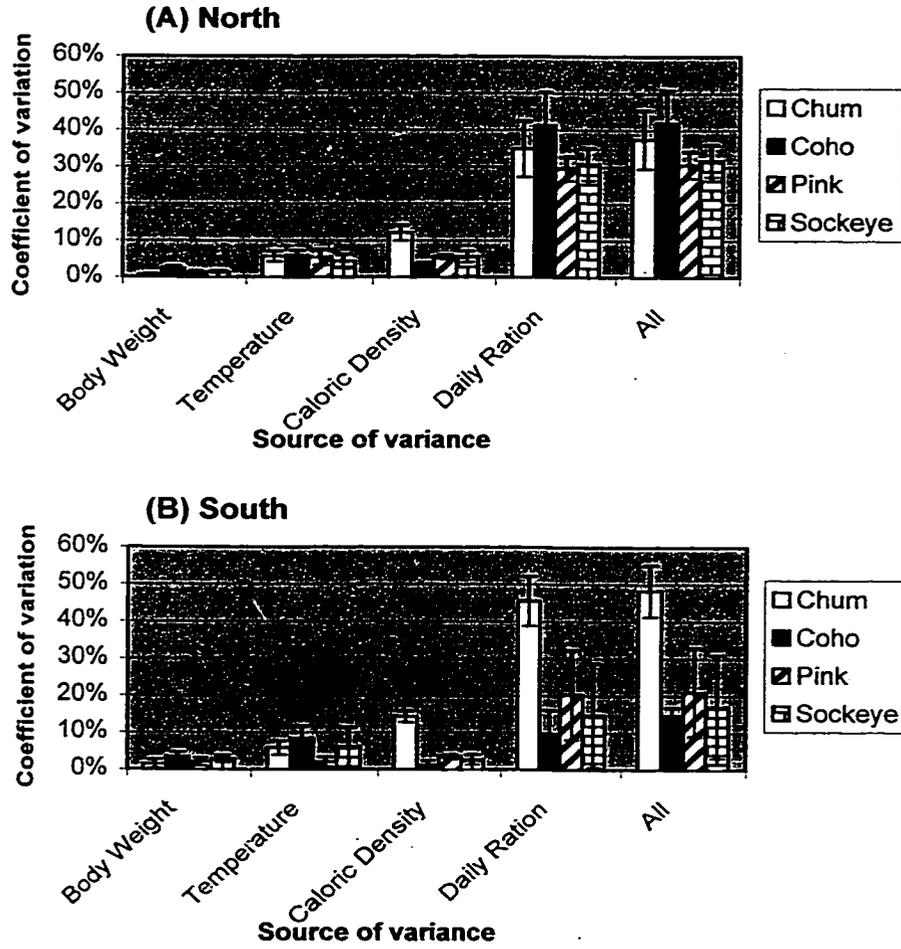 (A) North
Coefficient of variation
60%
50%
40%
30%
20%
10%
0%
Chum
Coho
Pink
Sockeye
Body Weight
Temperature
Caloric Density
Daily Ration
All
Source of variance
(B) South
Coefficient of variation
60%
50%
40%
30%
20%
10%
0%
Chum
Coho
Pink
Sockeye
Body Weight
Temperature
Caloric Density
Daily Ration
All
Source of variance